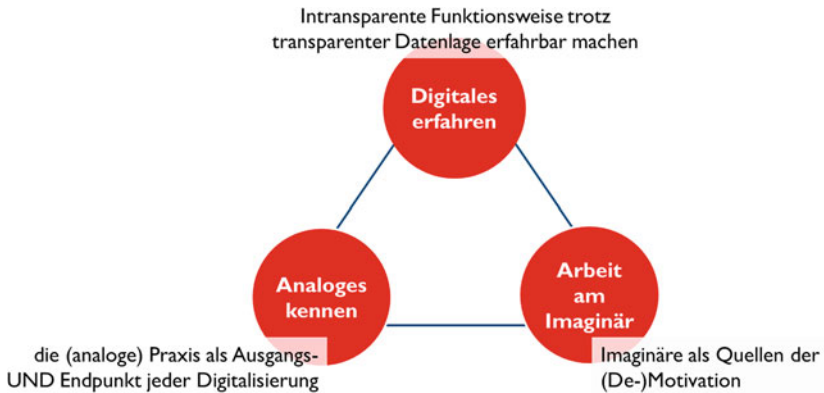 Intransparente Funktionsweise trotz
transparenter Datenlage erfahrbar machen
Digitales
erfahren
Analoges
kennen
Arbeit
am
Imaginär
die (analoge) Praxis als Ausgangs-
UND Endpunkt jeder Digitalisierung
Imaginäre als Quellen der
(De-)Motivation